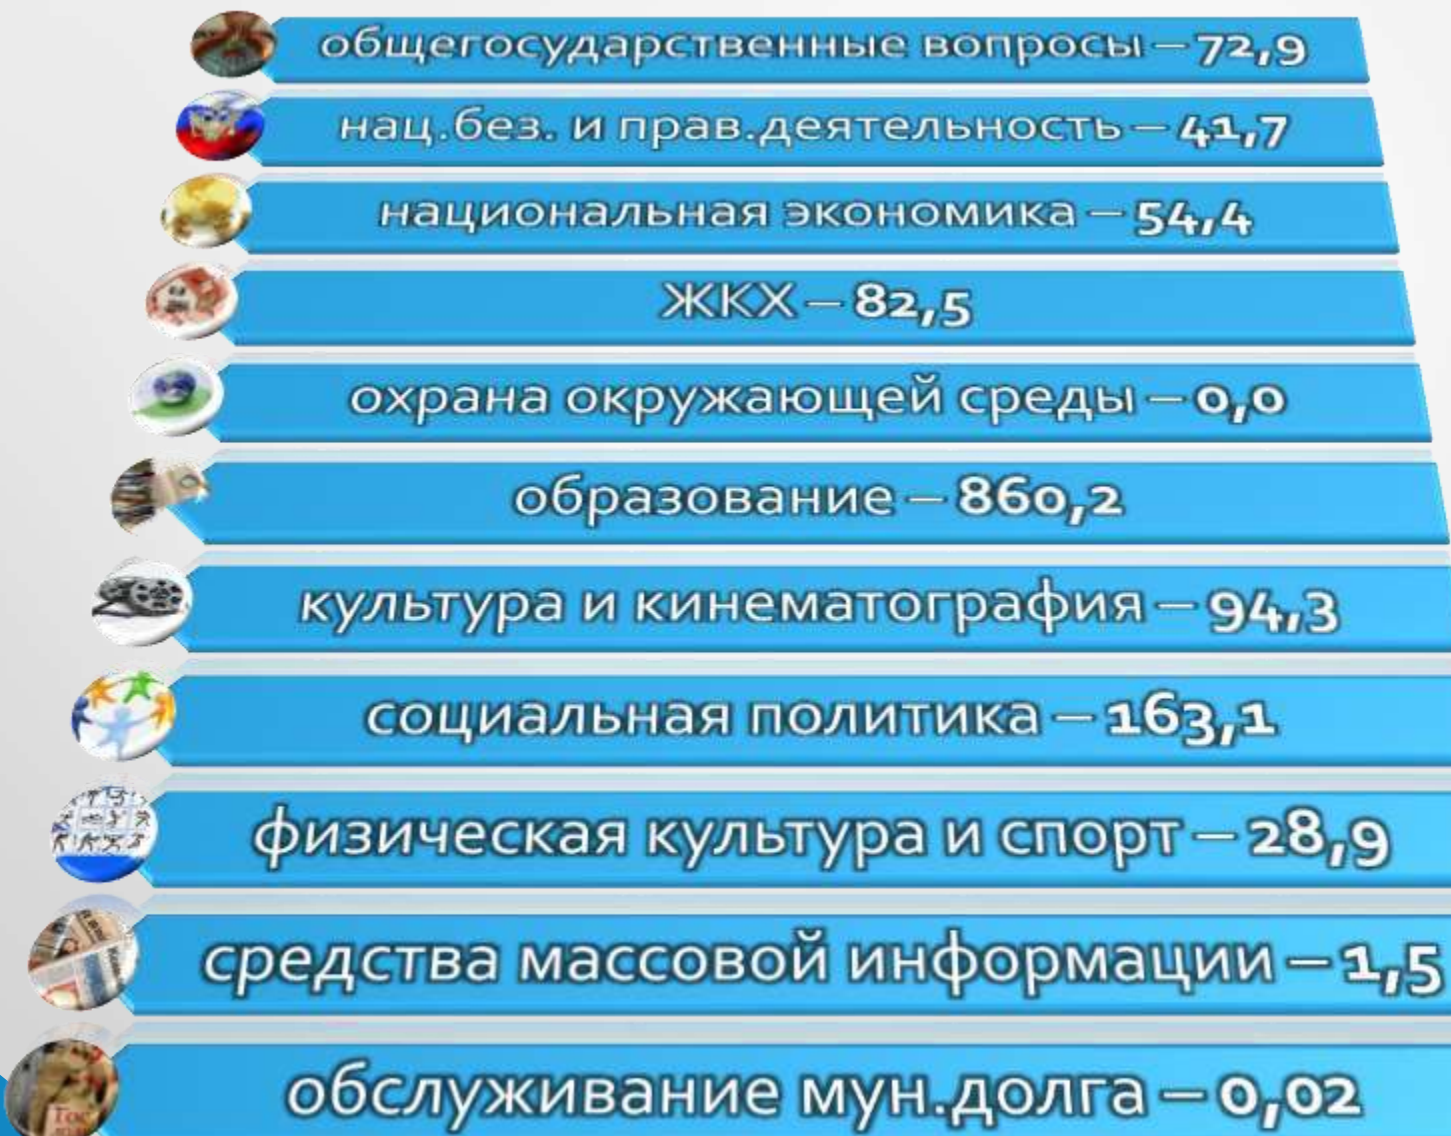 общегосударственные вопросы – 72,9
нац.без. и прав.деятельность – 41,7
национальная экономика – 54,4
ЖКХ – 82,5
охрана окружающей среды – 0,0
образование – 860,2
культура и кинематография – 94,3
социальная политика – 163,1
физическая культура и спорт – 28,9
средства массовой информации – 1,5
обслуживание мун.долга – 0,02